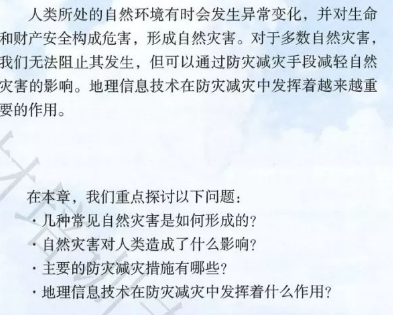 人类所处的自然环境有时会发生异常变化，并对生命
和财产安全构成危害，形成自然灾害。对于多数自然灾害，
我们无法阻止其发生，但可以通过防灾减灾手段减轻自然
灾害的影响。地理信息技术在防灾减灾中发挥着越来越重
要的作用。
在本章，我们重点探讨以下问题：
·几种常见自然灾害是如何形成的？
·自然灾害对人类造成了什么影响？
·主要的防灾减灾措施有哪些？
·地理信息技术在防灾减灾中发挥着什么作用？